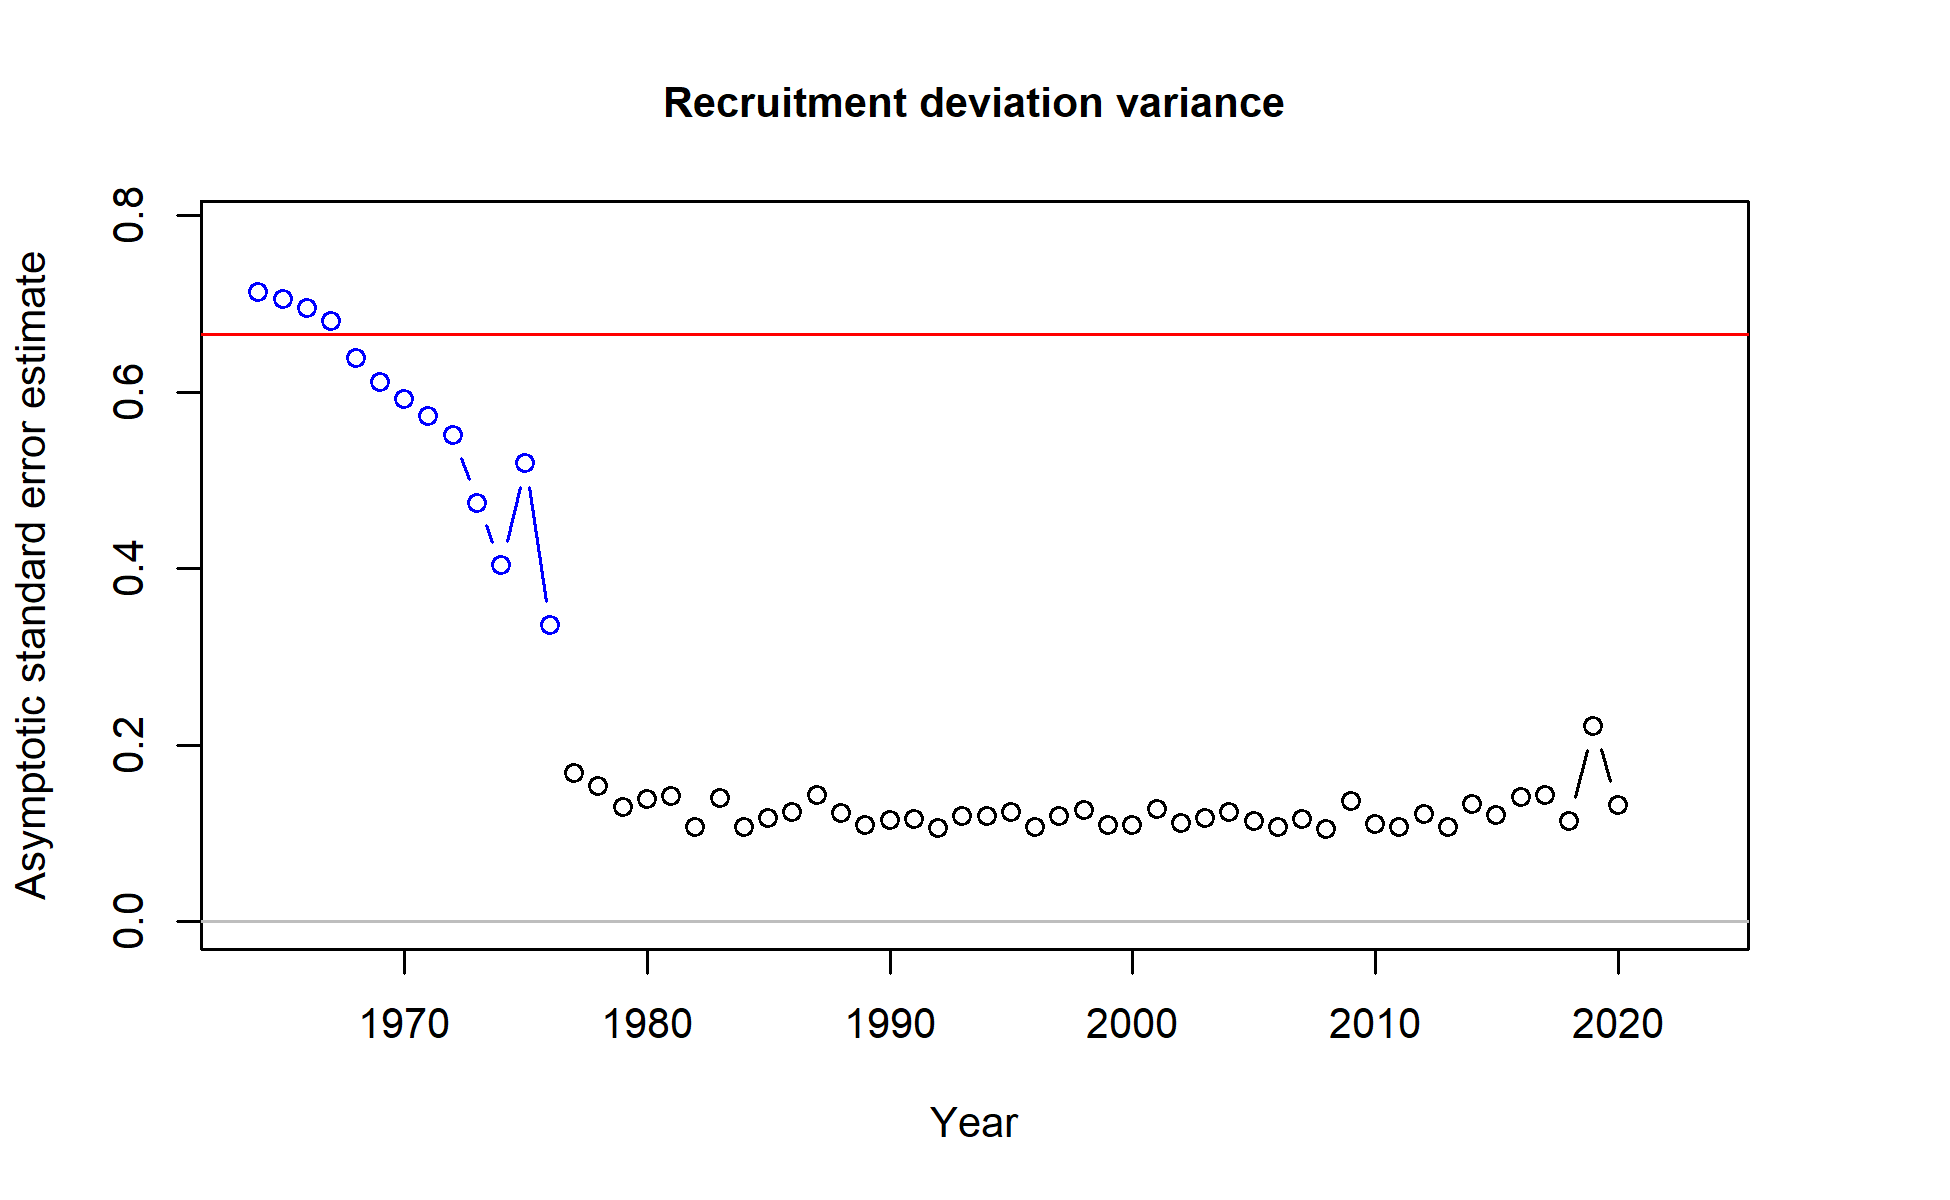 Recruitment deviation variance
Asymptotic standard error estimate
0.8
0.6
0.4
0.2
0.0
1970 1980 1990 2000 2010 2020
Year